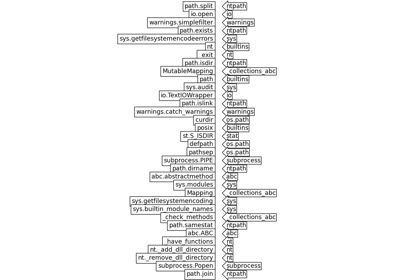 path.split ntpath
io.open io
warnings.simplefilter warnings
path.exists ntpath
sys.getfilesystemencodeerrors sys
nt builtins
_exit nt
path.isdir ntpath
MutableMapping _collections_abc
path builtins
sys.audit sys
io.TextIOWrapper io
path.islink ntpath
warnings.catch_warnings warnings
curdir os.path
posix builtins
st.S_ISDIR stat
defpath os.path
pathsep os.path
subprocess.PIPE subprocess
path.dirname ntpath
abc.abstractmethod abc
sys.modules sys
Mapping _collections_abc
sys.getfilesystemencoding sys
sys.builtin_module_names sys
_check_methods _collections_abc
path.samestat ntpath
abc.ABC abc
_have_functions nt
nt._add_dll_directory nt
nt._remove_dll_directory nt
subprocess.Popen subprocess
path.join ntpath